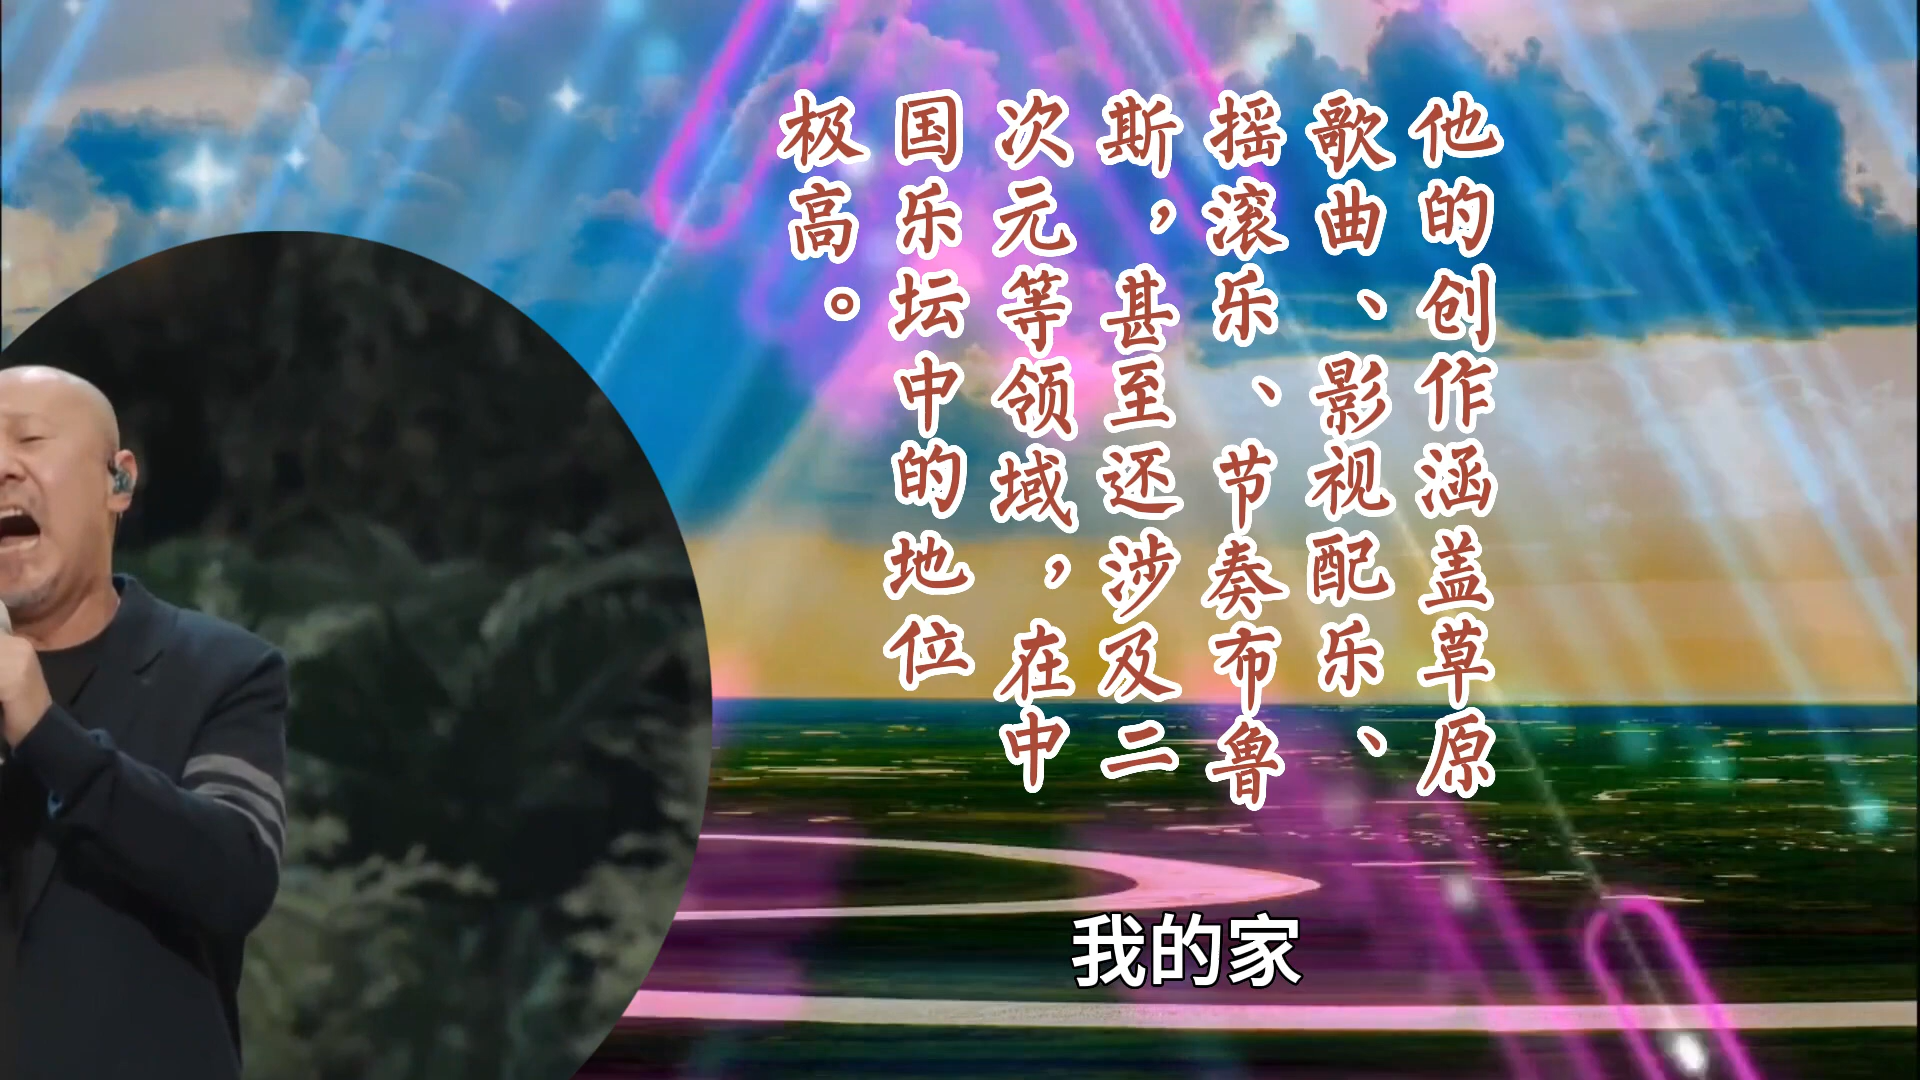 他的创作涵盖草原
歌曲、影视配乐、
摇滚乐、节奏布鲁
斯，甚至还涉及二
次元等领域，在中
国乐坛中的地位
极高。
我的家